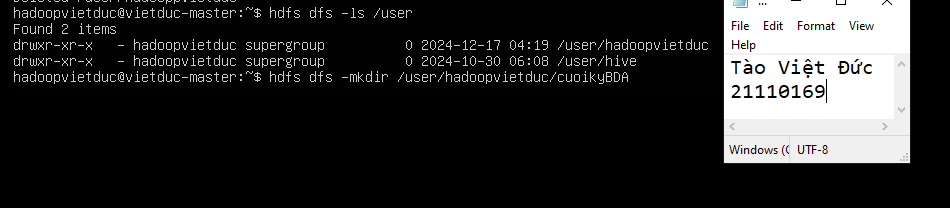 hadoopvietduc@vietduc-master:~$ hdfs dfs -ls /user
Found 2 items
drwxr-xr-x   - hadoopvietduc supergroup          0 2024-12-17 04:19 /user/hadoopvietduc
drwxr-xr-x   - hadoopvietduc supergroup          0 2024-10-30 06:08 /user/hive
hadoopvietduc@vietduc-master:~$ hdfs dfs -mkdir /user/hadoopvietduc/cuoikyBDA
...
File Edit Format View
Help
Tào Việt Đức
21110169
Windows (C UTF-8